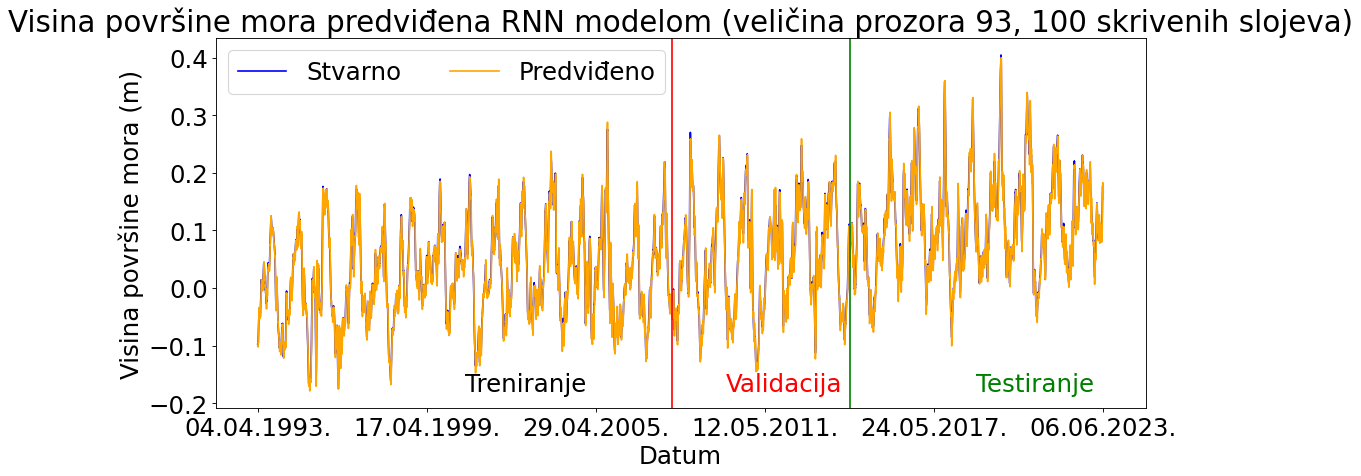 Visina površine mora predviđena RNN modelom (veličina prozora 93, 100 skrivenih slojeva)
Stvarno
Predviđeno
Visina površine mora (m)
0.4
0.3
0.2
0.1
0.0
−0.1
−0.2
Treniranje
Validacija
Testiranje
04.04.1993.
17.04.1999.
29.04.2005.
12.05.2011.
24.05.2017.
06.06.2023.
Datum